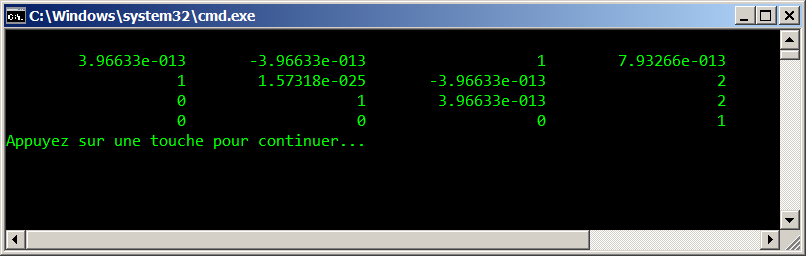 C:\Windows\system32\cmd.exe
3.96633e-013 -3.96633e-013 1 7.93266e-013
1 1.57318e-025 -3.96633e-013 2
0 1 3.96633e-013 2
0 0 0 1
Appuyez sur une touche pour continuer...